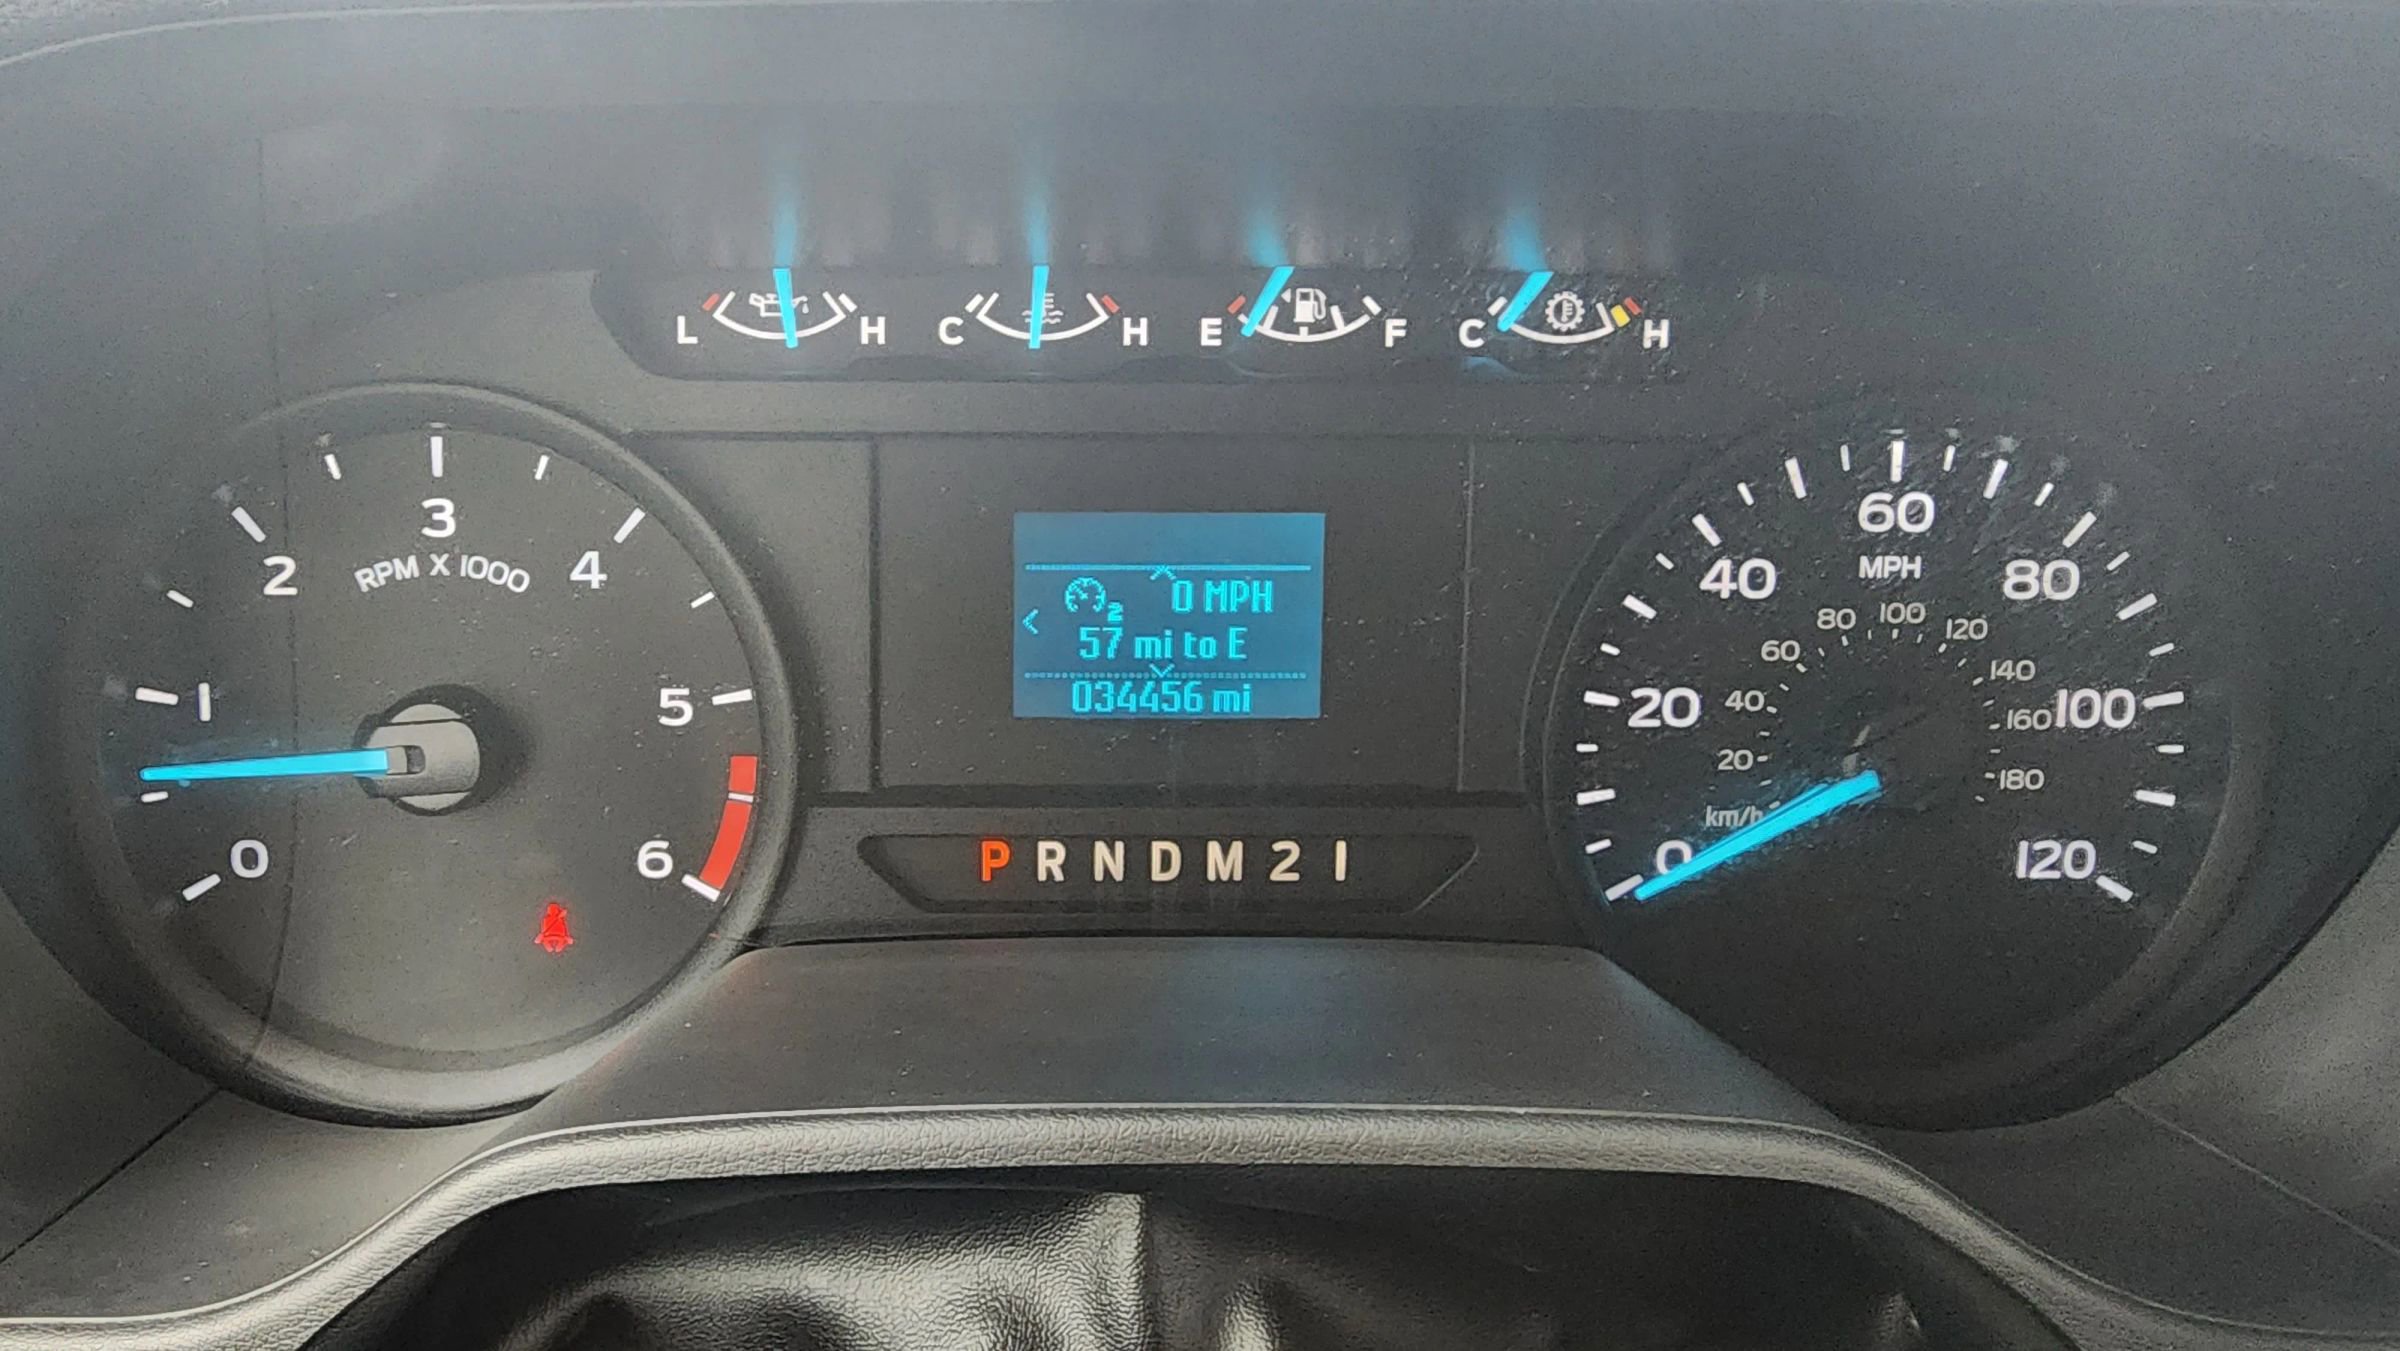 L H C H E F C H
3
2 RPM X 1000 4
1 5
0 6
0 MPH
2
57 mi to E
034456 mi
P R N D M 2 1
60
40 MPH 80
20 100
0 120
80 100 120
60 140
40 160
20 180
km/h